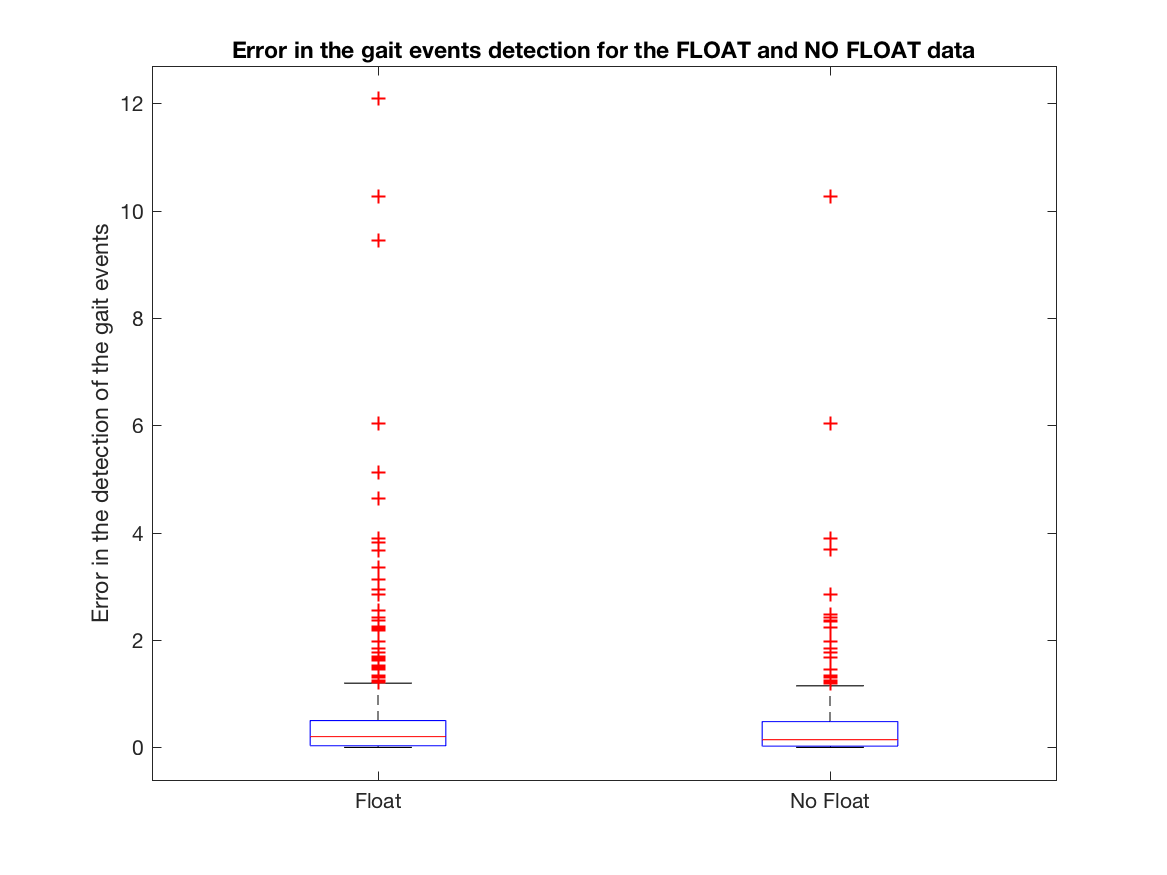 Error in the gait events detection for the FLOAT and NO FLOAT data
Error in the detection of the gait events
12
10
8
6
4
2
0
Float
No Float